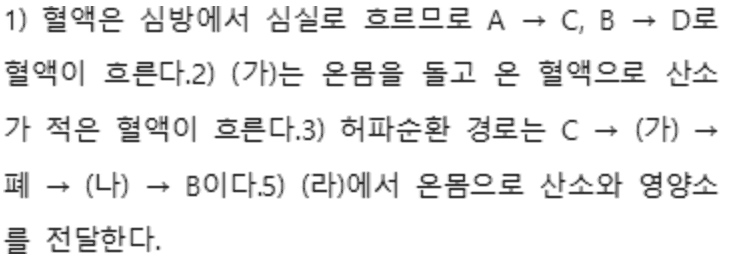 1) 혈액은 심방에서 심실로 흐르므로 A → C, B → D로
혈액이 흐른다.2) (가)는 온몸을 돌고 온 혈액으로 산소
가 적은 혈액이 흐른다.3) 허파순환 경로는 C → (가) →
폐 → (나) → B이다.5) (라)에서 온몸으로 산소와 영양소
를 전달한다.